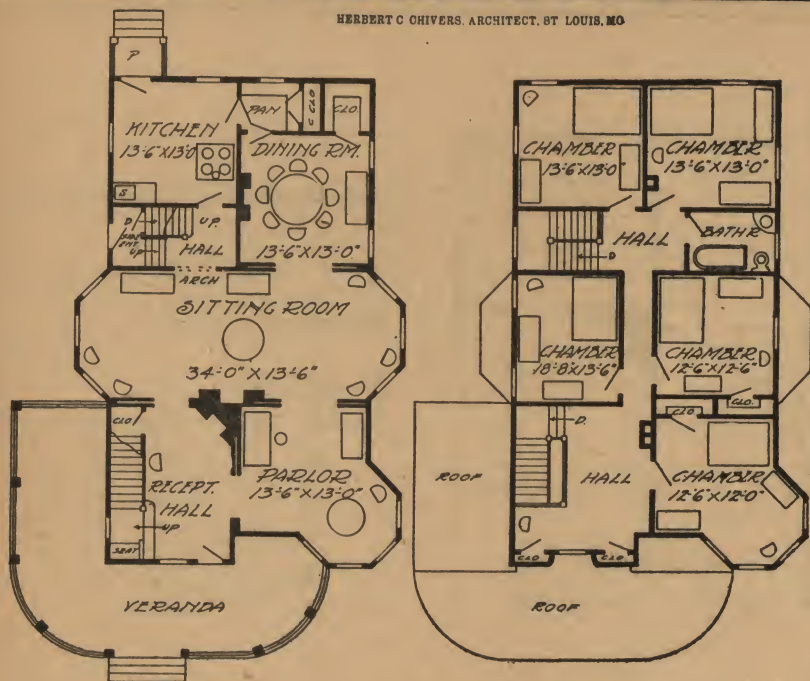 HERBERT C CHIVERS. ARCHITECT, ST LOUIS, MO.
P
KITCHEN
13'-6"X13'0
PAN
C CLO
CLO.
DINING RM.
13'-6"X13'-0"
S
D
UP.
SIDE
ENT
UP
HALL
ARCH
SITTING ROOM
34'-0"X13'-6"
CLO
RECEPT.
HALL
UP
SEAT
PARLOR
13'-6"X13'-0"
VERANDA
CHAMBER
13'-6"X13'-0"
CHAMBER
13'-6"X13'-0"
HALL
D
BATH R.
CHAMBER
18'-8"X13'-6"
CHAMBER
12'-6"X12'-6"
CLO.
CLO
D.
HALL
CHAMBER
12'-6"X12'-0"
ROOF
CLO
CLO
ROOF